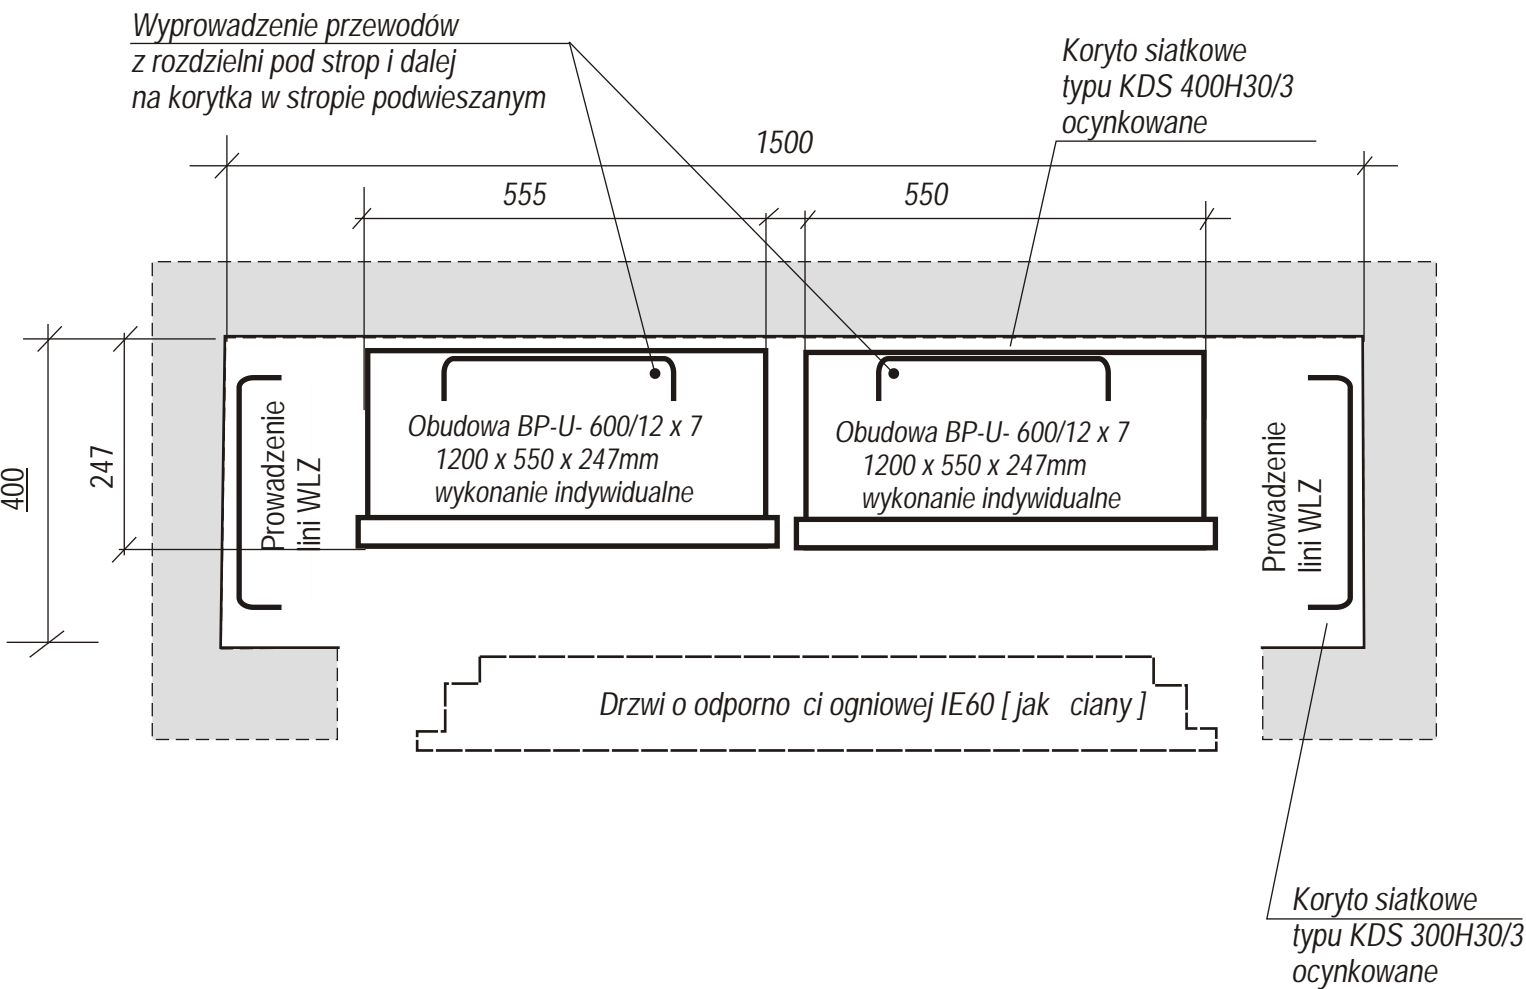 Wyprowadzenie przewodów
z rozdzielni pod strop i dalej
na korytka w stropie podwieszanym
Koryto siatkowe
typu KDS 400H30/3
ocynkowane
1500
555
550
400
247
Prowadzenie
lini WLZ
Obudowa BP-U- 600/12 x 7
1200 x 550 x 247mm
wykonanie indywidualne
Obudowa BP-U- 600/12 x 7
1200 x 550 x 247mm
wykonanie indywidualne
Prowadzenie
lini WLZ
Drzwi o odporno ci ogniowej IE60 [ jak ciany ]
Koryto siatkowe
typu KDS 300H30/3
ocynkowane